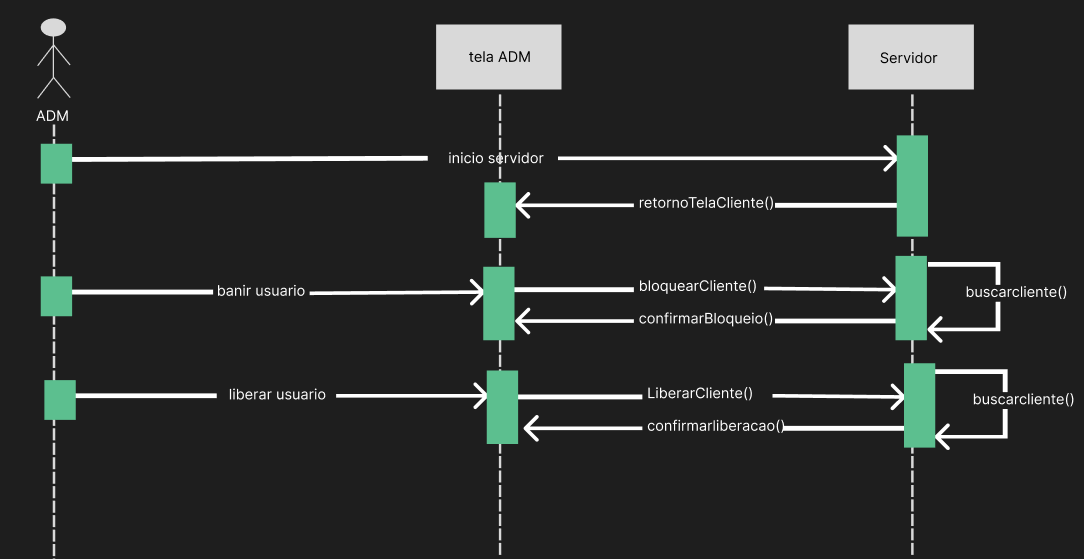 tela ADM
Servidor
ADM
inicio servidor
retornoTelaCliente()
banir usuario
bloquearCliente()
buscarcliente()
confirmarBloqueio()
liberar usuario
LiberarCliente()
buscarcliente()
confirmarliberacao()